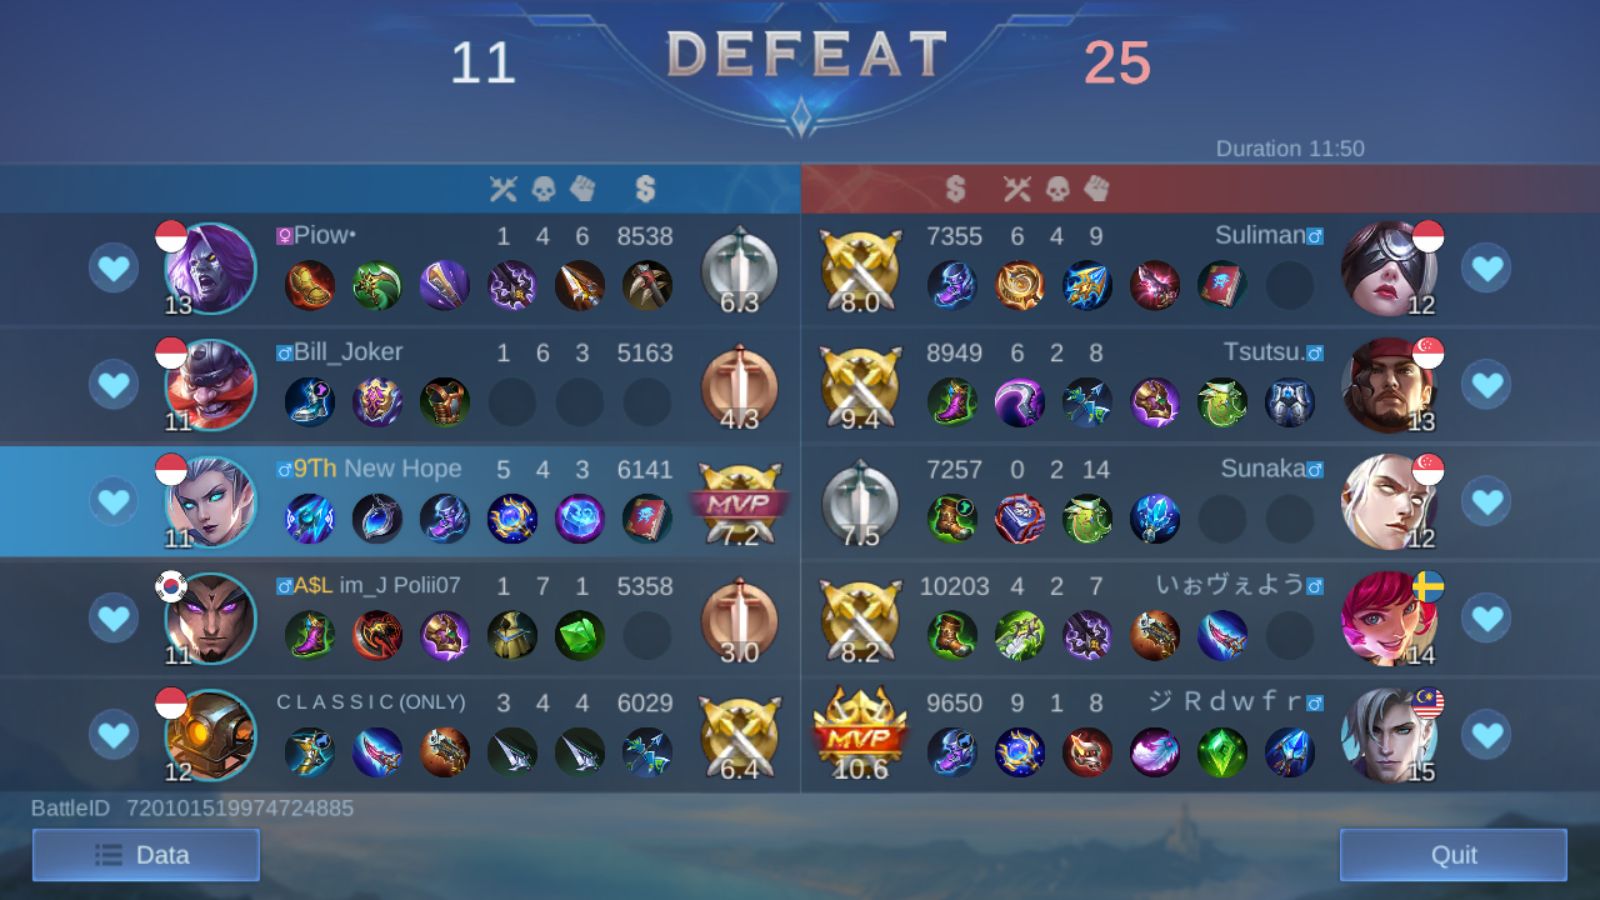 11 DEFEAT 25
Duration 11:50
Piow• 1 4 6 8538 6.3 13
8.0 7355 6 4 9 Suliman 12
Bill_Joker 1 6 3 5163 4.3 11
9.4 8949 6 2 8 Tsutsu. 13
9Th New Hope 5 4 3 6141 MVP 7.2 11
7.5 7257 0 2 14 Sunaka 12
A$L im_J Polii07 1 7 1 5358 3.0 11
8.2 10203 4 2 7 いぉヴぇよう 14
C L A S S I C (ONLY) 3 4 4 6029 6.4 12
MVP 10.6 9650 9 1 8 ジ R d w f r 15
BattleID 720101519974724885
Data
Quit